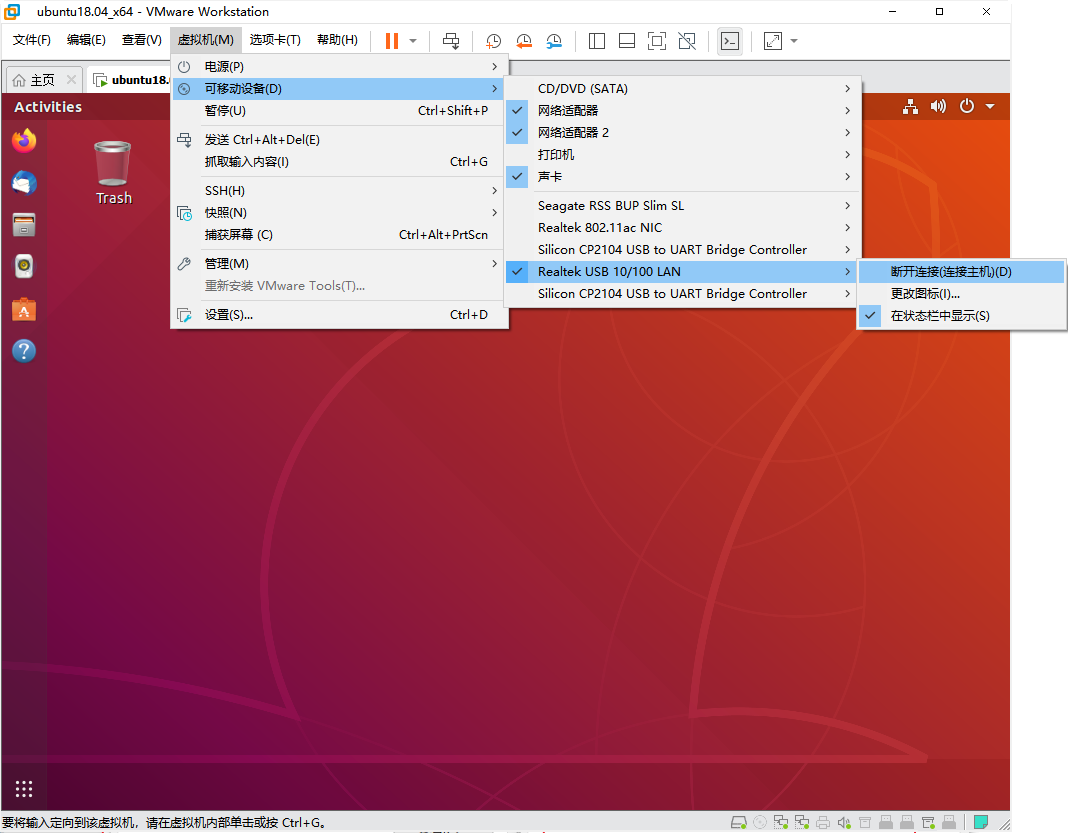 ubuntu18.04_x64 - VMware Workstation
文件(F) 编辑(E) 查看(V) 虚拟机(M) 选项卡(T) 帮助(H)
主页 ubuntu18.
Activities
Trash
电源(P)
可移动设备(D)
暂停(U) Ctrl+Shift+P
发送 Ctrl+Alt+Del(E)
抓取输入内容(I) Ctrl+G
SSH(H)
快照(N)
捕获屏幕 (C) Ctrl+Alt+PrtScn
管理(M)
重新安装 VMware Tools(T)...
设置(S)... Ctrl+D
CD/DVD (SATA)
网络适配器
网络适配器 2
打印机
声卡
Seagate RSS BUP Slim SL
Realtek 802.11ac NIC
Silicon CP2104 USB to UART Bridge Controller
Realtek USB 10/100 LAN
Silicon CP2104 USB to UART Bridge Controller
断开连接(连接主机)(D)
更改图标(I)...
在状态栏中显示(S)
要将输入定向到该虚拟机，请在虚拟机内部单击或按 Ctrl+G。